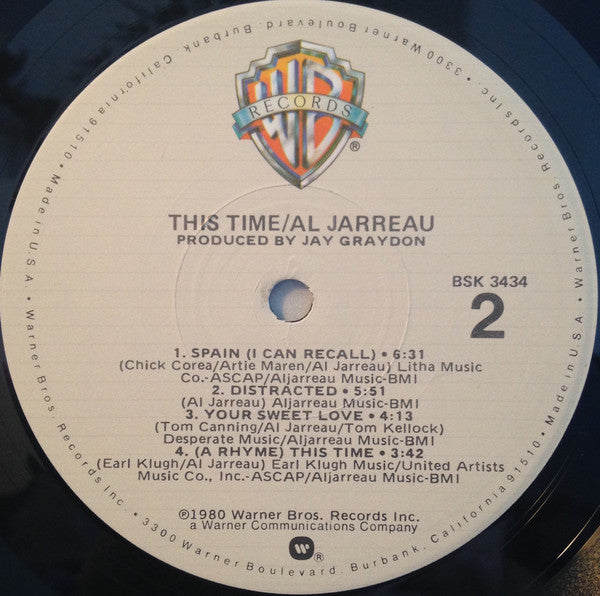 3300 Warner Boulevard, Burbank, California 91510 • Made in U.S.A. • Warner Bros. Records Inc. • 3300 Warner Boulevard, Burbank, California 91510 • Made in U.S.A. • Warner Bros. Records Inc. •
WB
RECORDS
®
THIS TIME/AL JARREAU
PRODUCED BY JAY GRAYDON
BSK 3434
2
1. SPAIN (I CAN RECALL) • 6:31
(Chick Corea/Artie Maren/Al Jarreau) Litha Music
Co.-ASCAP/Aljarreau Music-BMI
2. DISTRACTED • 5:51
(Al Jarreau) Aljarreau Music-BMI
3. YOUR SWEET LOVE • 4:13
(Tom Canning/Al Jarreau/Tom Kellock)
Desperate Music/Aljarreau Music-BMI
4. (A RHYME) THIS TIME • 3:42
(Earl Klugh/Al Jarreau) Earl Klugh Music/United Artists
Music Co., Inc.-ASCAP/Aljarreau Music-BMI
℗1980 Warner Bros. Records Inc.
a Warner Communications Company
®